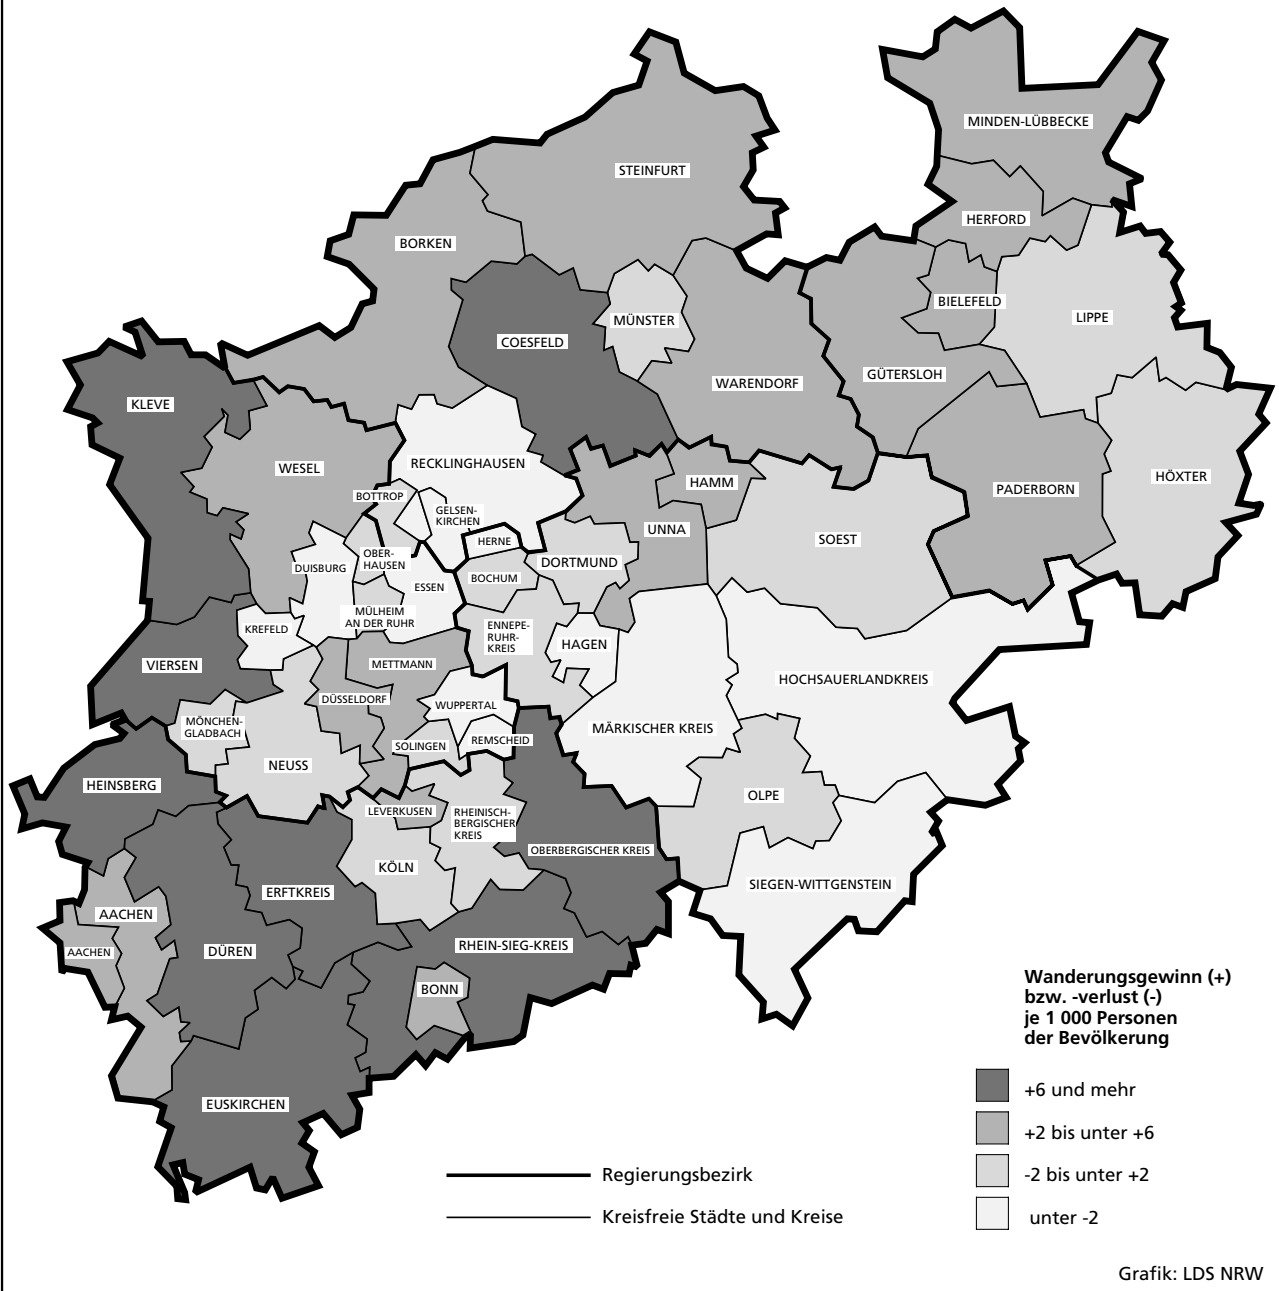 MINDEN-LÜBBECKE
STEINFURT
HERFORD
BORKEN
BIELEFELD
LIPPE
MÜNSTER
COESFELD
GÜTERSLOH
WARENDORF
KLEVE
RECKLINGHAUSEN
WESEL
HÖXTER
HAMM
PADERBORN
BOTTROP
GELSEN-
KIRCHEN
UNNA
SOEST
HERNE
OBER-
HAUSEN
DORTMUND
DUISBURG
BOCHUM
ESSEN
MÜLHEIM
AN DER RUHR
KREFELD
ENNEPE-
RUHR-
KREIS
HAGEN
VIERSEN
METTMANN
HOCHSAUERLANDKREIS
DÜSSELDORF
WUPPERTAL
MÖNCHEN-
GLADBACH
MÄRKISCHER KREIS
REMSCHEID
SOLINGEN
NEUSS
HEINSBERG
OLPE
LEVERKUSEN
RHEINISCH-
BERGISCHER
KREIS
OBERBERGISCHER KREIS
KÖLN
SIEGEN-WITTGENSTEIN
ERFTKREIS
AACHEN
RHEIN-SIEG-KREIS
DÜREN
AACHEN
BONN
EUSKIRCHEN
Wanderungsgewinn (+)
bzw. -verlust (-)
je 1 000 Personen
der Bevölkerung
+6 und mehr
+2 bis unter +6
-2 bis unter +2
unter -2
Regierungsbezirk
Kreisfreie Städte und Kreise
Grafik: LDS NRW